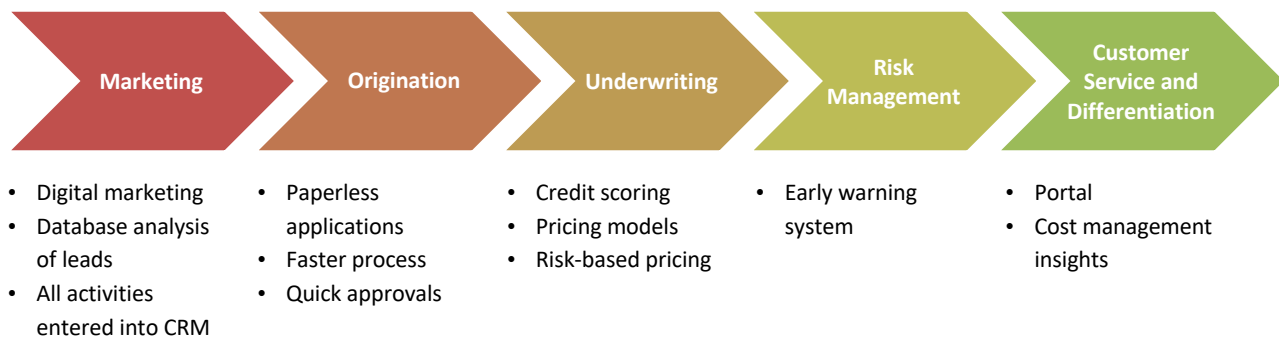 Marketing
Origination
Underwriting
Risk
Management
Customer
Service and
Differentiation
• Digital marketing
• Database analysis
of leads
• All activities
entered into CRM
• Paperless
applications
• Faster process
• Quick approvals
• Credit scoring
• Pricing models
• Risk-based pricing
• Early warning
system
• Portal
• Cost management
insights